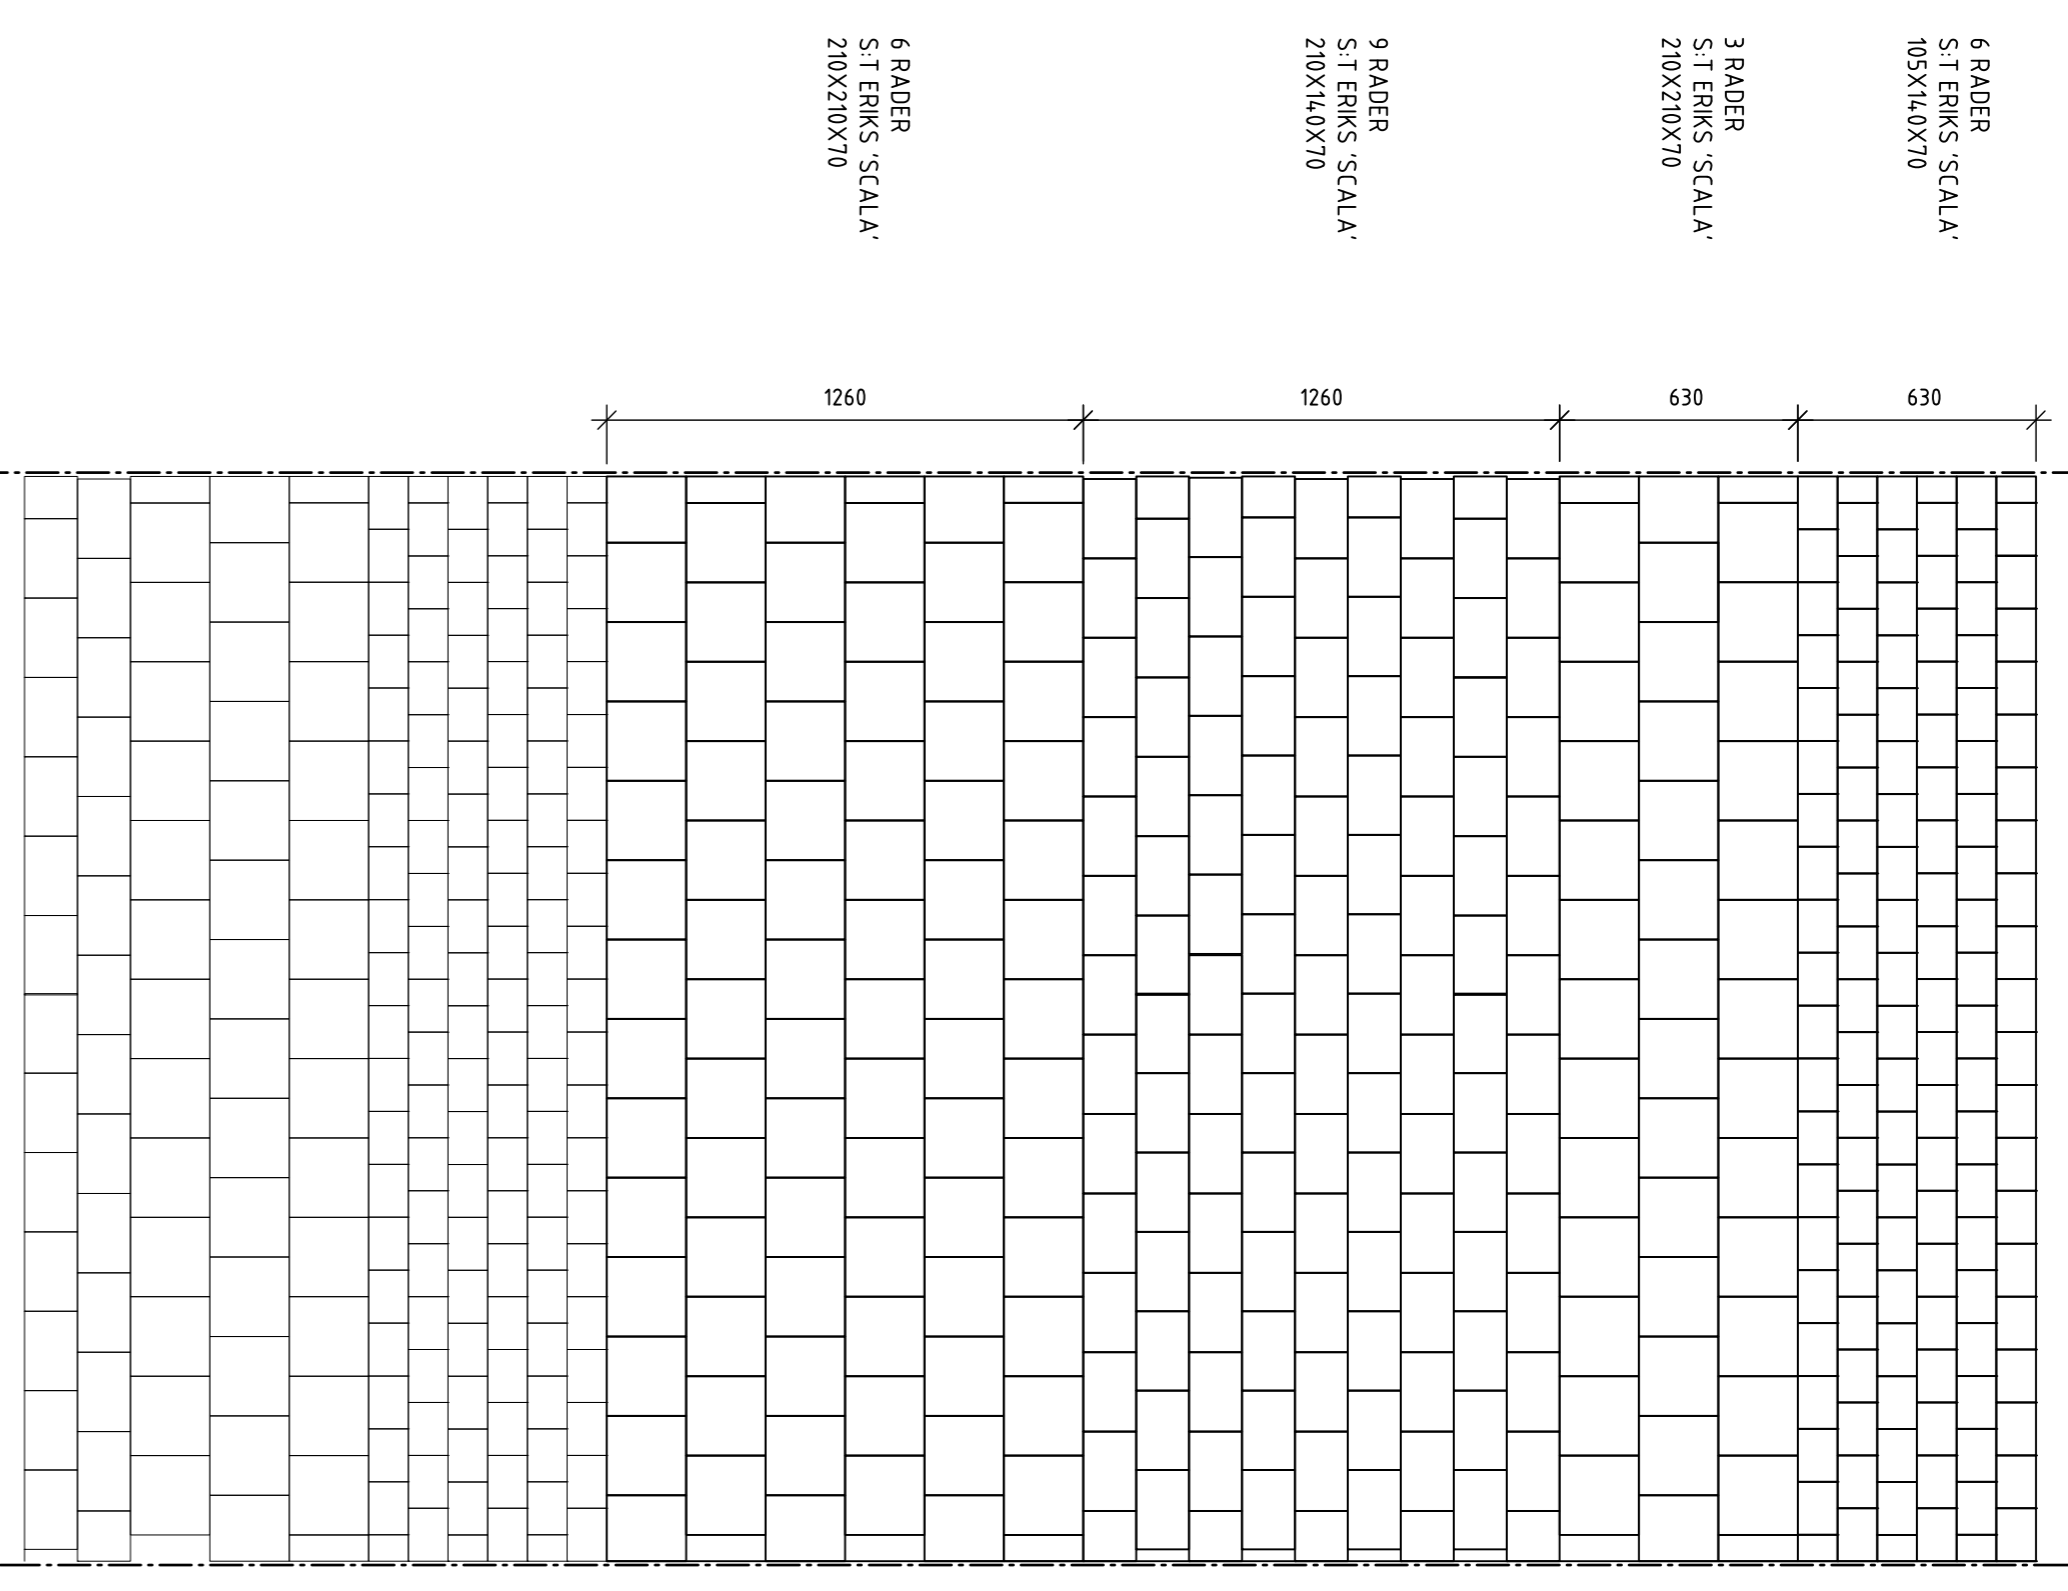 6 RADER
S:T ERIKS 'SCALA'
210X210X70
9 RADER
S:T ERIKS 'SCALA'
210X140X70
3 RADER
S:T ERIKS 'SCALA'
210X210X70
6 RADER
S:T ERIKS 'SCALA'
105X140X70
1260
1260
630
630